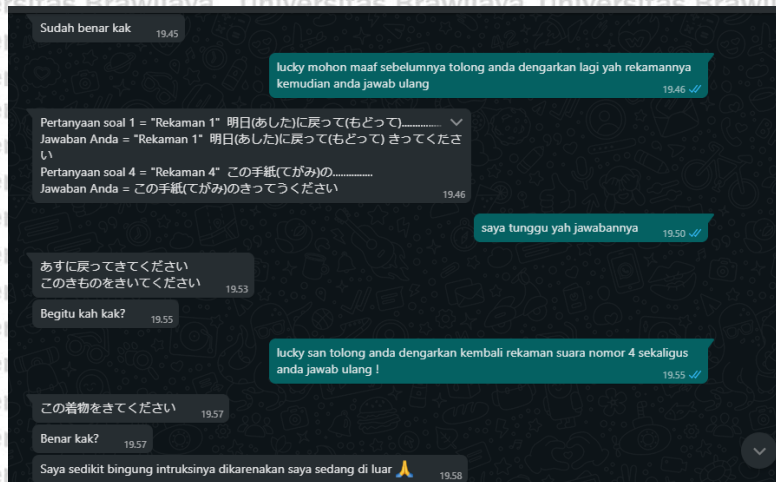 Universitas Brawijaya
Sudah benar kak 19.45
lucky mohon maaf sebelumnya tolong anda dengarkan lagi yah rekamannya
kemudian anda jawab ulang 19.46
Pertanyaan soal 1 = "Rekaman 1" 明日(あした)に戻って(もどって)................
Jawaban Anda = "Rekaman 1" 明日(あした)に戻って(もどって) きってくださ
い
Pertanyaan soal 4 = "Rekaman 4" この手紙(てがみ)の...............
Jawaban Anda = この手紙(てがみ)のきってうください 19.46
saya tunggu yah jawabannya 19.50
あすに戻ってきてください
このきものをきいてください 19.53
Begitu kah kak? 19.55
lucky san tolong anda dengarkan kembali rekaman suara nomor 4 sekaligus
anda jawab ulang ! 19.55
この着物をきてください 19.57
Benar kak? 19.57
Saya sedikit bingung intruksinya dikarenakan saya sedang di luar 🙏 19.58